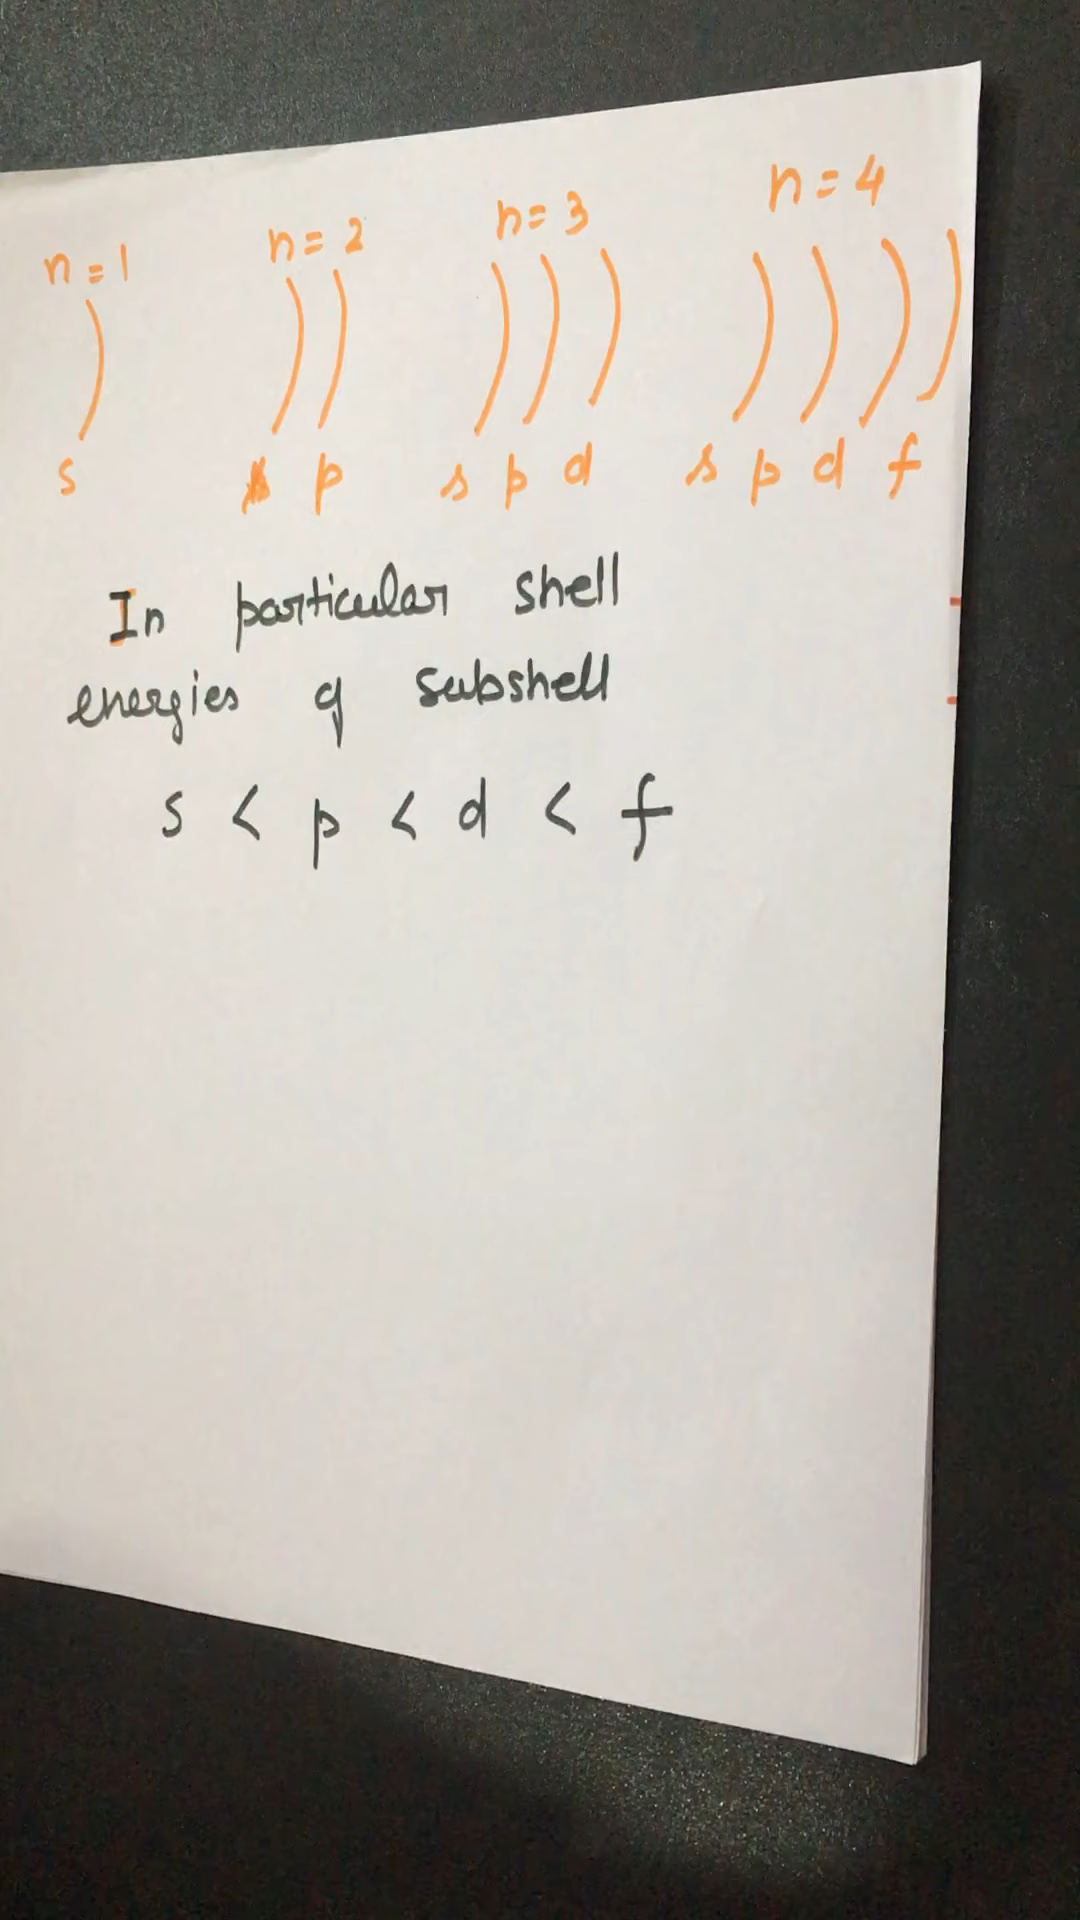 n=1 n=2 n=3 n=4
s s p s p d s p d f
In particular shell
energies of subshell
s < p < d < f